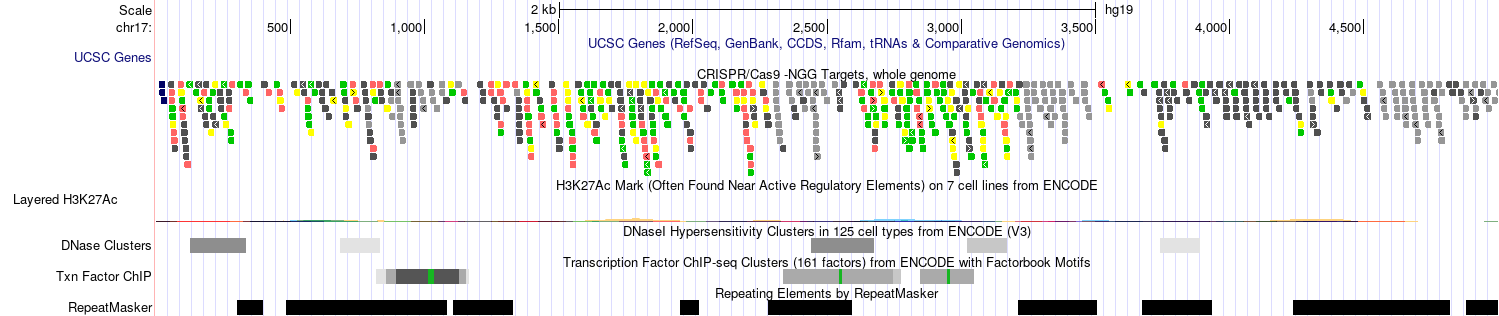 Scale 2 kb hg19
chr17: 500 1,000 1,500 2,000 2,500 3,000 3,500 4,000 4,500
UCSC Genes (RefSeq, GenBank, CCDS, Rfam, tRNAs & Comparative Genomics)
UCSC Genes
CRISPR/Cas9 -NGG Targets, whole genome
H3K27Ac Mark (Often Found Near Active Regulatory Elements) on 7 cell lines from ENCODE
Layered H3K27Ac
DNaseI Hypersensitivity Clusters in 125 cell types from ENCODE (V3)
DNase Clusters
Transcription Factor ChIP-seq Clusters (161 factors) from ENCODE with Factorbook Motifs
Txn Factor ChIP
Repeating Elements by RepeatMasker
RepeatMasker